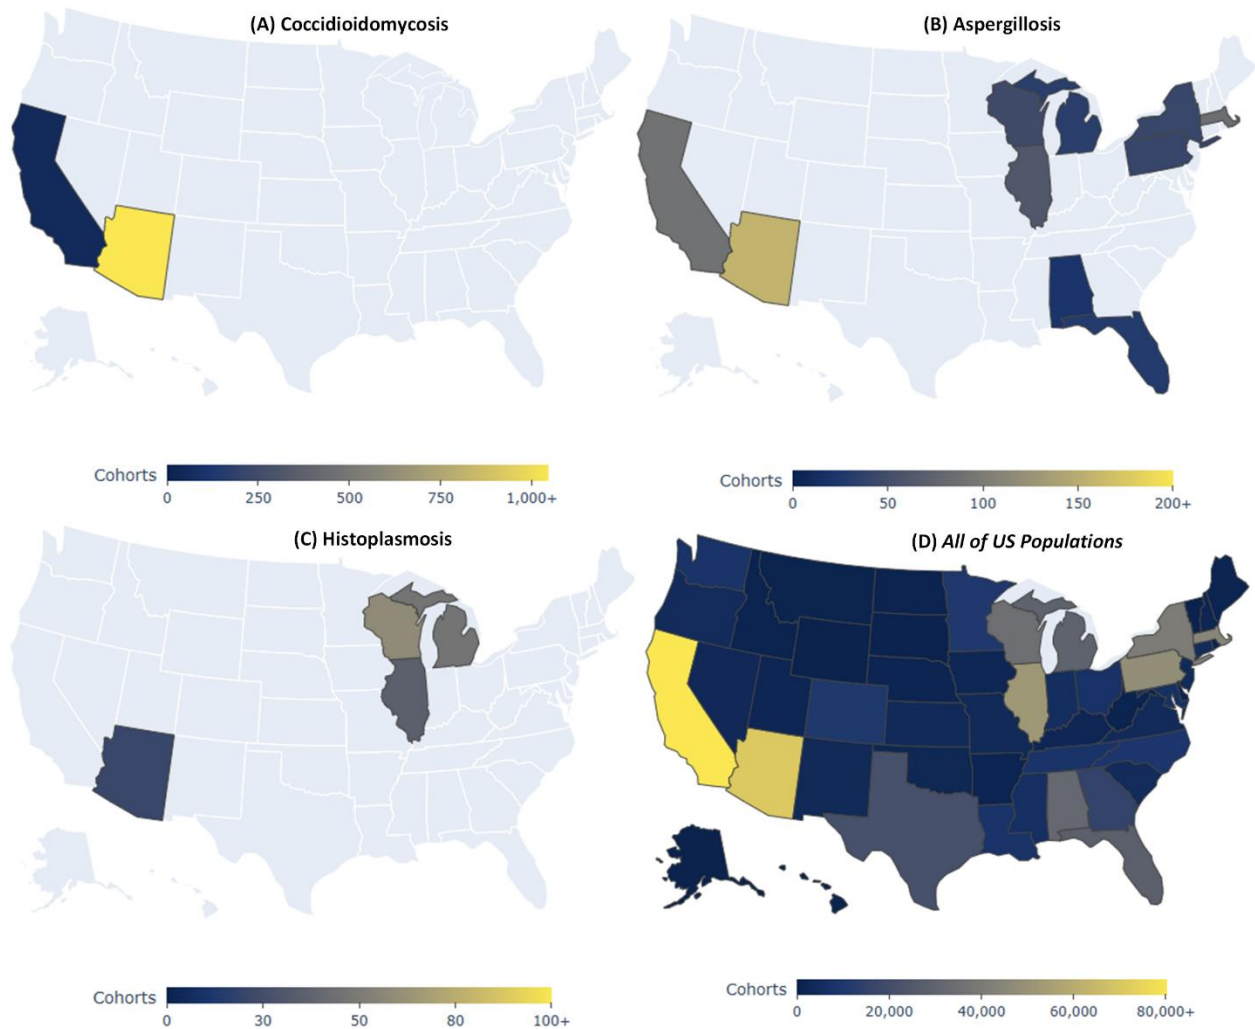 (A) Coccidioidomycosis
(B) Aspergillosis
Cohorts
0 250 500 750 1,000+
Cohorts
0 50 100 150 200+
(C) Histoplasmosis
(D) All of US Populations
Cohorts
0 30 50 80 100+
Cohorts
0 20,000 40,000 60,000 80,000+